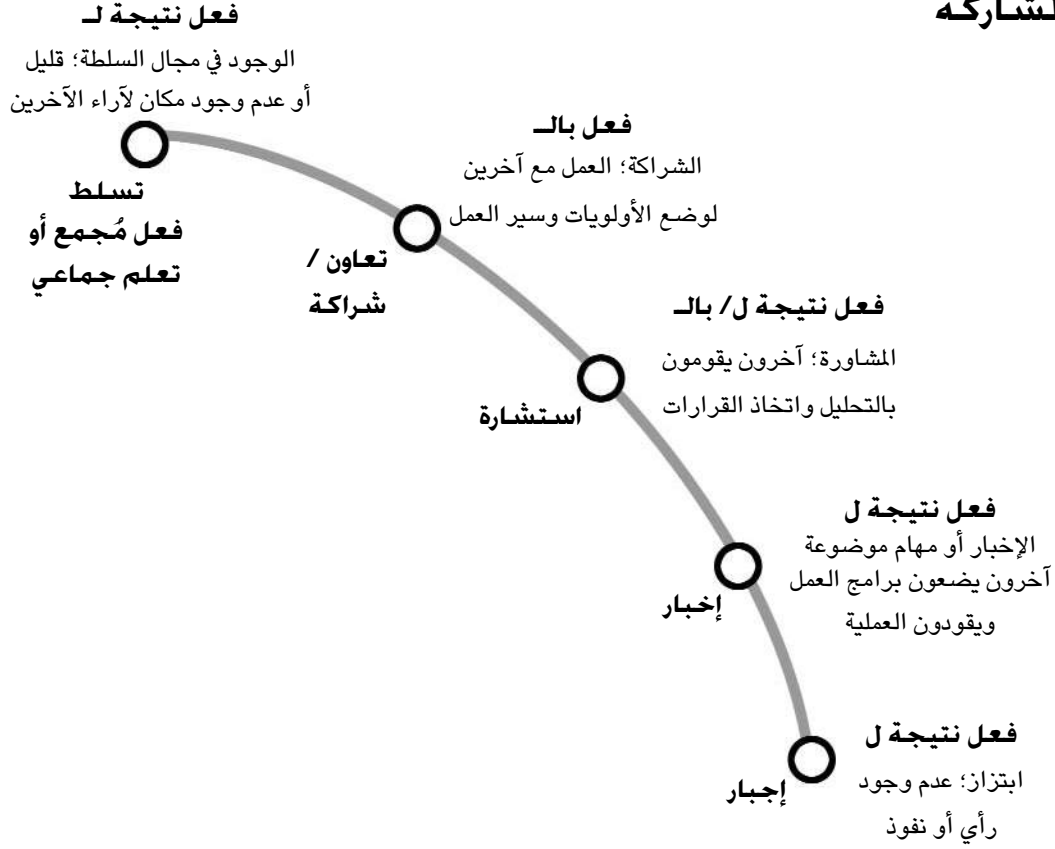 لشاركة
فعل نتيجة لـ
الوجود في مجال السلطة؛ قليل
أو عدم وجود مكان لآراء الآخرين
تسلط
فعل مُجمع أو
تعلم جماعي
فعل بالـ
الشراكة؛ العمل مع آخرين
لوضع الأولويات وسير العمل
تعاون /
شراكة
فعل نتيجة ل/ بالـ
المشاورة؛ آخرون يقومون
بالتحليل واتخاذ القرارات
استشارة
فعل نتيجة ل
الإخبار أو مهام موضوعة
آخرون يضعون برامج العمل
ويقودون العملية
إخبار
فعل نتيجة ل
ابتزاز؛ عدم وجود
رأي أو نفوذ
إجبار